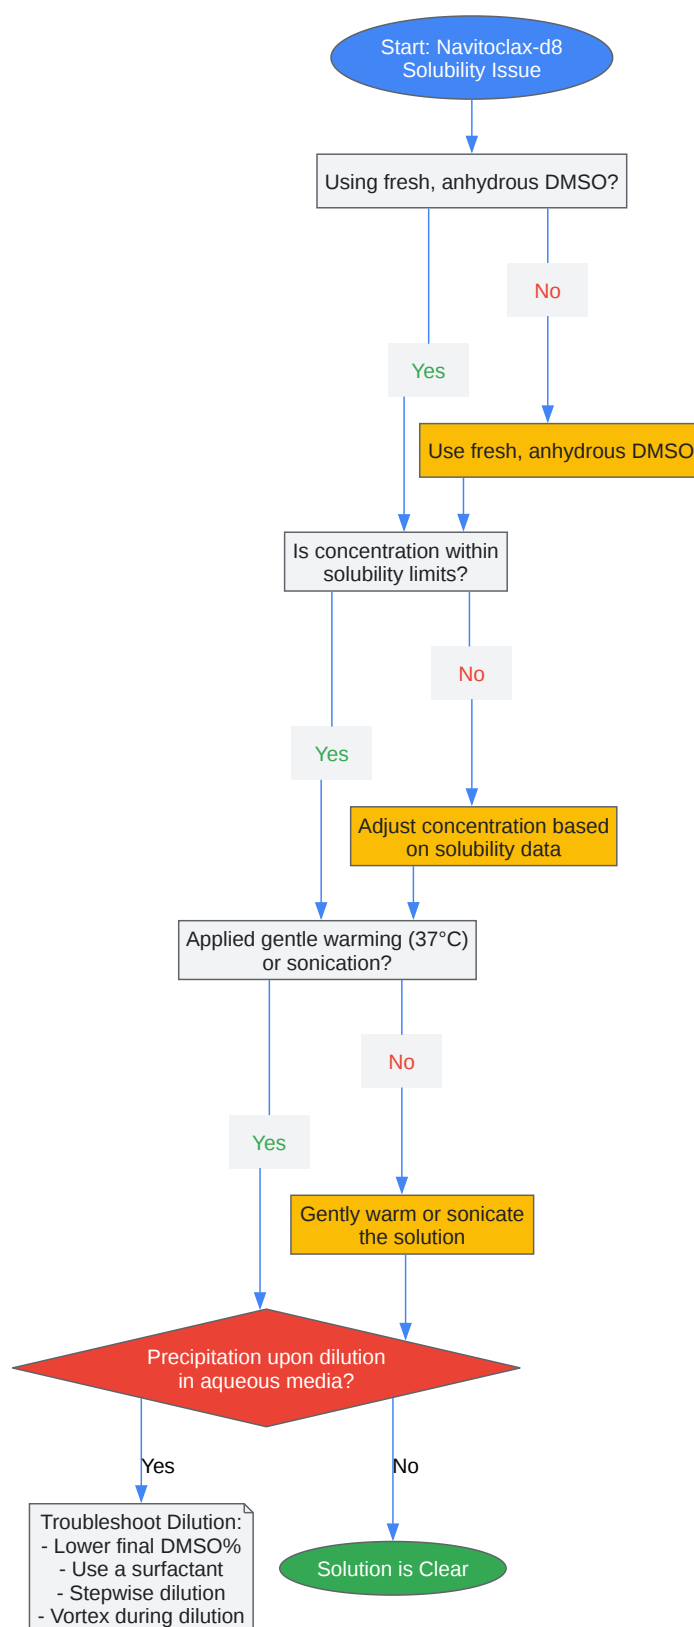 Start: Navitoclax-d8
Solubility Issue
Using fresh, anhydrous DMSO?
No
Yes
Use fresh, anhydrous DMSO
Is concentration within
solubility limits?
No
Yes
Adjust concentration based
on solubility data
Applied gentle warming (37°C)
or sonication?
No
Yes
Gently warm or sonicate
the solution
Precipitation upon dilution
in aqueous media?
Yes
No
Troubleshoot Dilution:
- Lower final DMSO%
- Use a surfactant
- Stepwise dilution
- Vortex during dilution
Solution is Clear